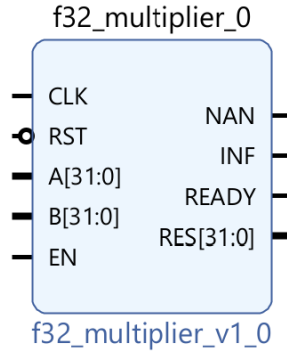 f32_multiplier_0
CLK
RST
A[31:0]
B[31:0]
EN
NAN
INF
READY
RES[31:0]
f32_multiplier_v1_0